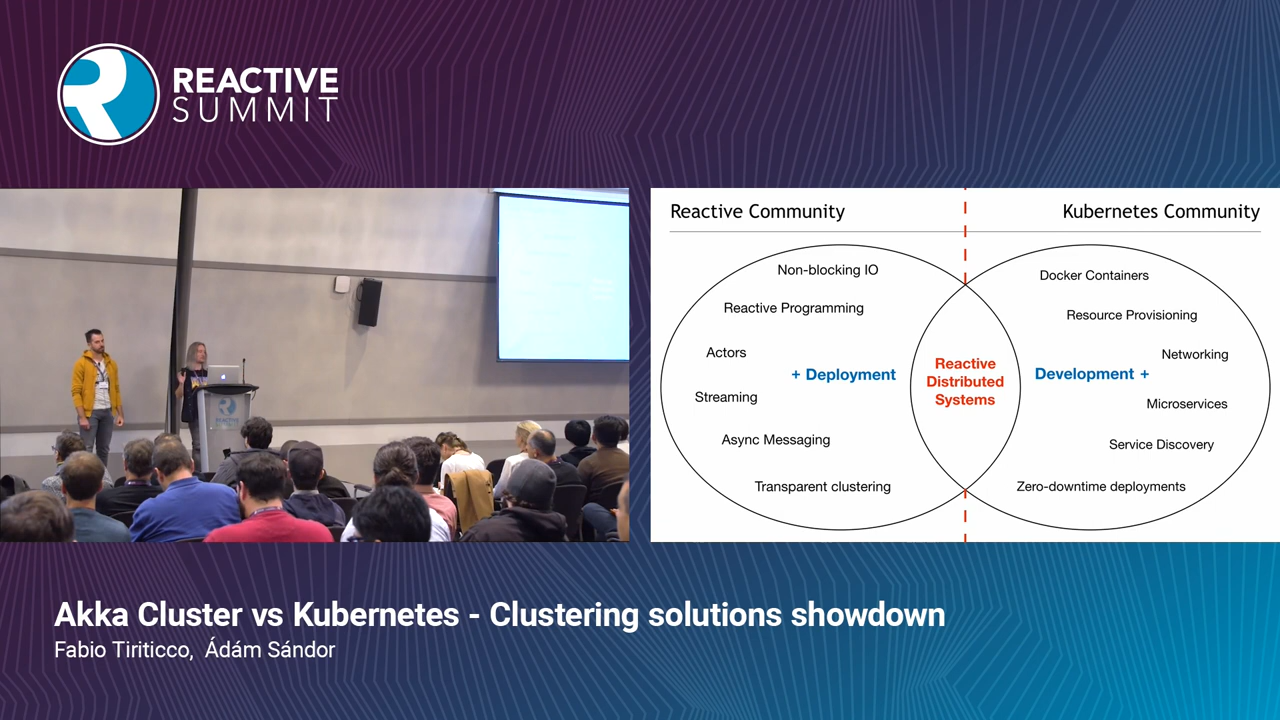 REACTIVE
SUMMIT
Reactive Community
Kubernetes Community
Non-blocking IO
Reactive Programming
Actors
+ Deployment
Streaming
Async Messaging
Transparent clustering
Reactive
Distributed
Systems
Docker Containers
Resource Provisioning
Networking
Development +
Microservices
Service Discovery
Zero-downtime deployments
Akka Cluster vs Kubernetes - Clustering solutions showdown
Fabio Tiriticco,  Ádám Sándor